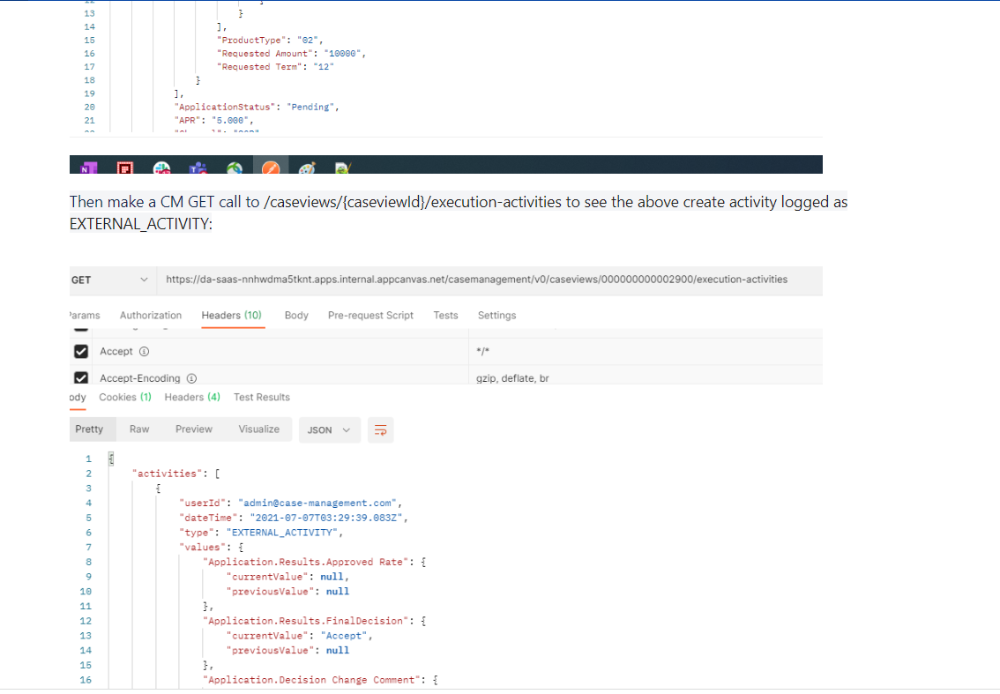 13 }
14 ],
15 "ProductType": "02",
16 "Requested Amount": "10000",
17 "Requested Term": "12"
18 }
19 ],
20 "ApplicationStatus": "Pending",
21 "APR": "5.000",
Then make a CM GET call to /caseviews/{caseviewId}/execution-activities to see the above create activity logged as
EXTERNAL_ACTIVITY:
GET https://da-saas-nnhwdma5tknt.apps.internal.appcanvas.net/casemanagement/v0/caseviews/000000000002900/execution-activities
Params Authorization Headers (10) Body Pre-request Script Tests Settings
Accept */*
Accept-Encoding gzip, deflate, br
ody Cookies (1) Headers (4) Test Results
Pretty Raw Preview Visualize JSON
1 {
2 "activities": [
3 {
4 "userId": "admin@case-management.com",
5 "dateTime": "2021-07-07T03:29:39.083Z",
6 "type": "EXTERNAL_ACTIVITY",
7 "values": {
8 "Application.Results.Approved Rate": {
9 "currentValue": null,
10 "previousValue": null
11 },
12 "Application.Results.FinalDecision": {
13 "currentValue": "Accept",
14 "previousValue": null
15 },
16 "Application.Decision Change Comment": {